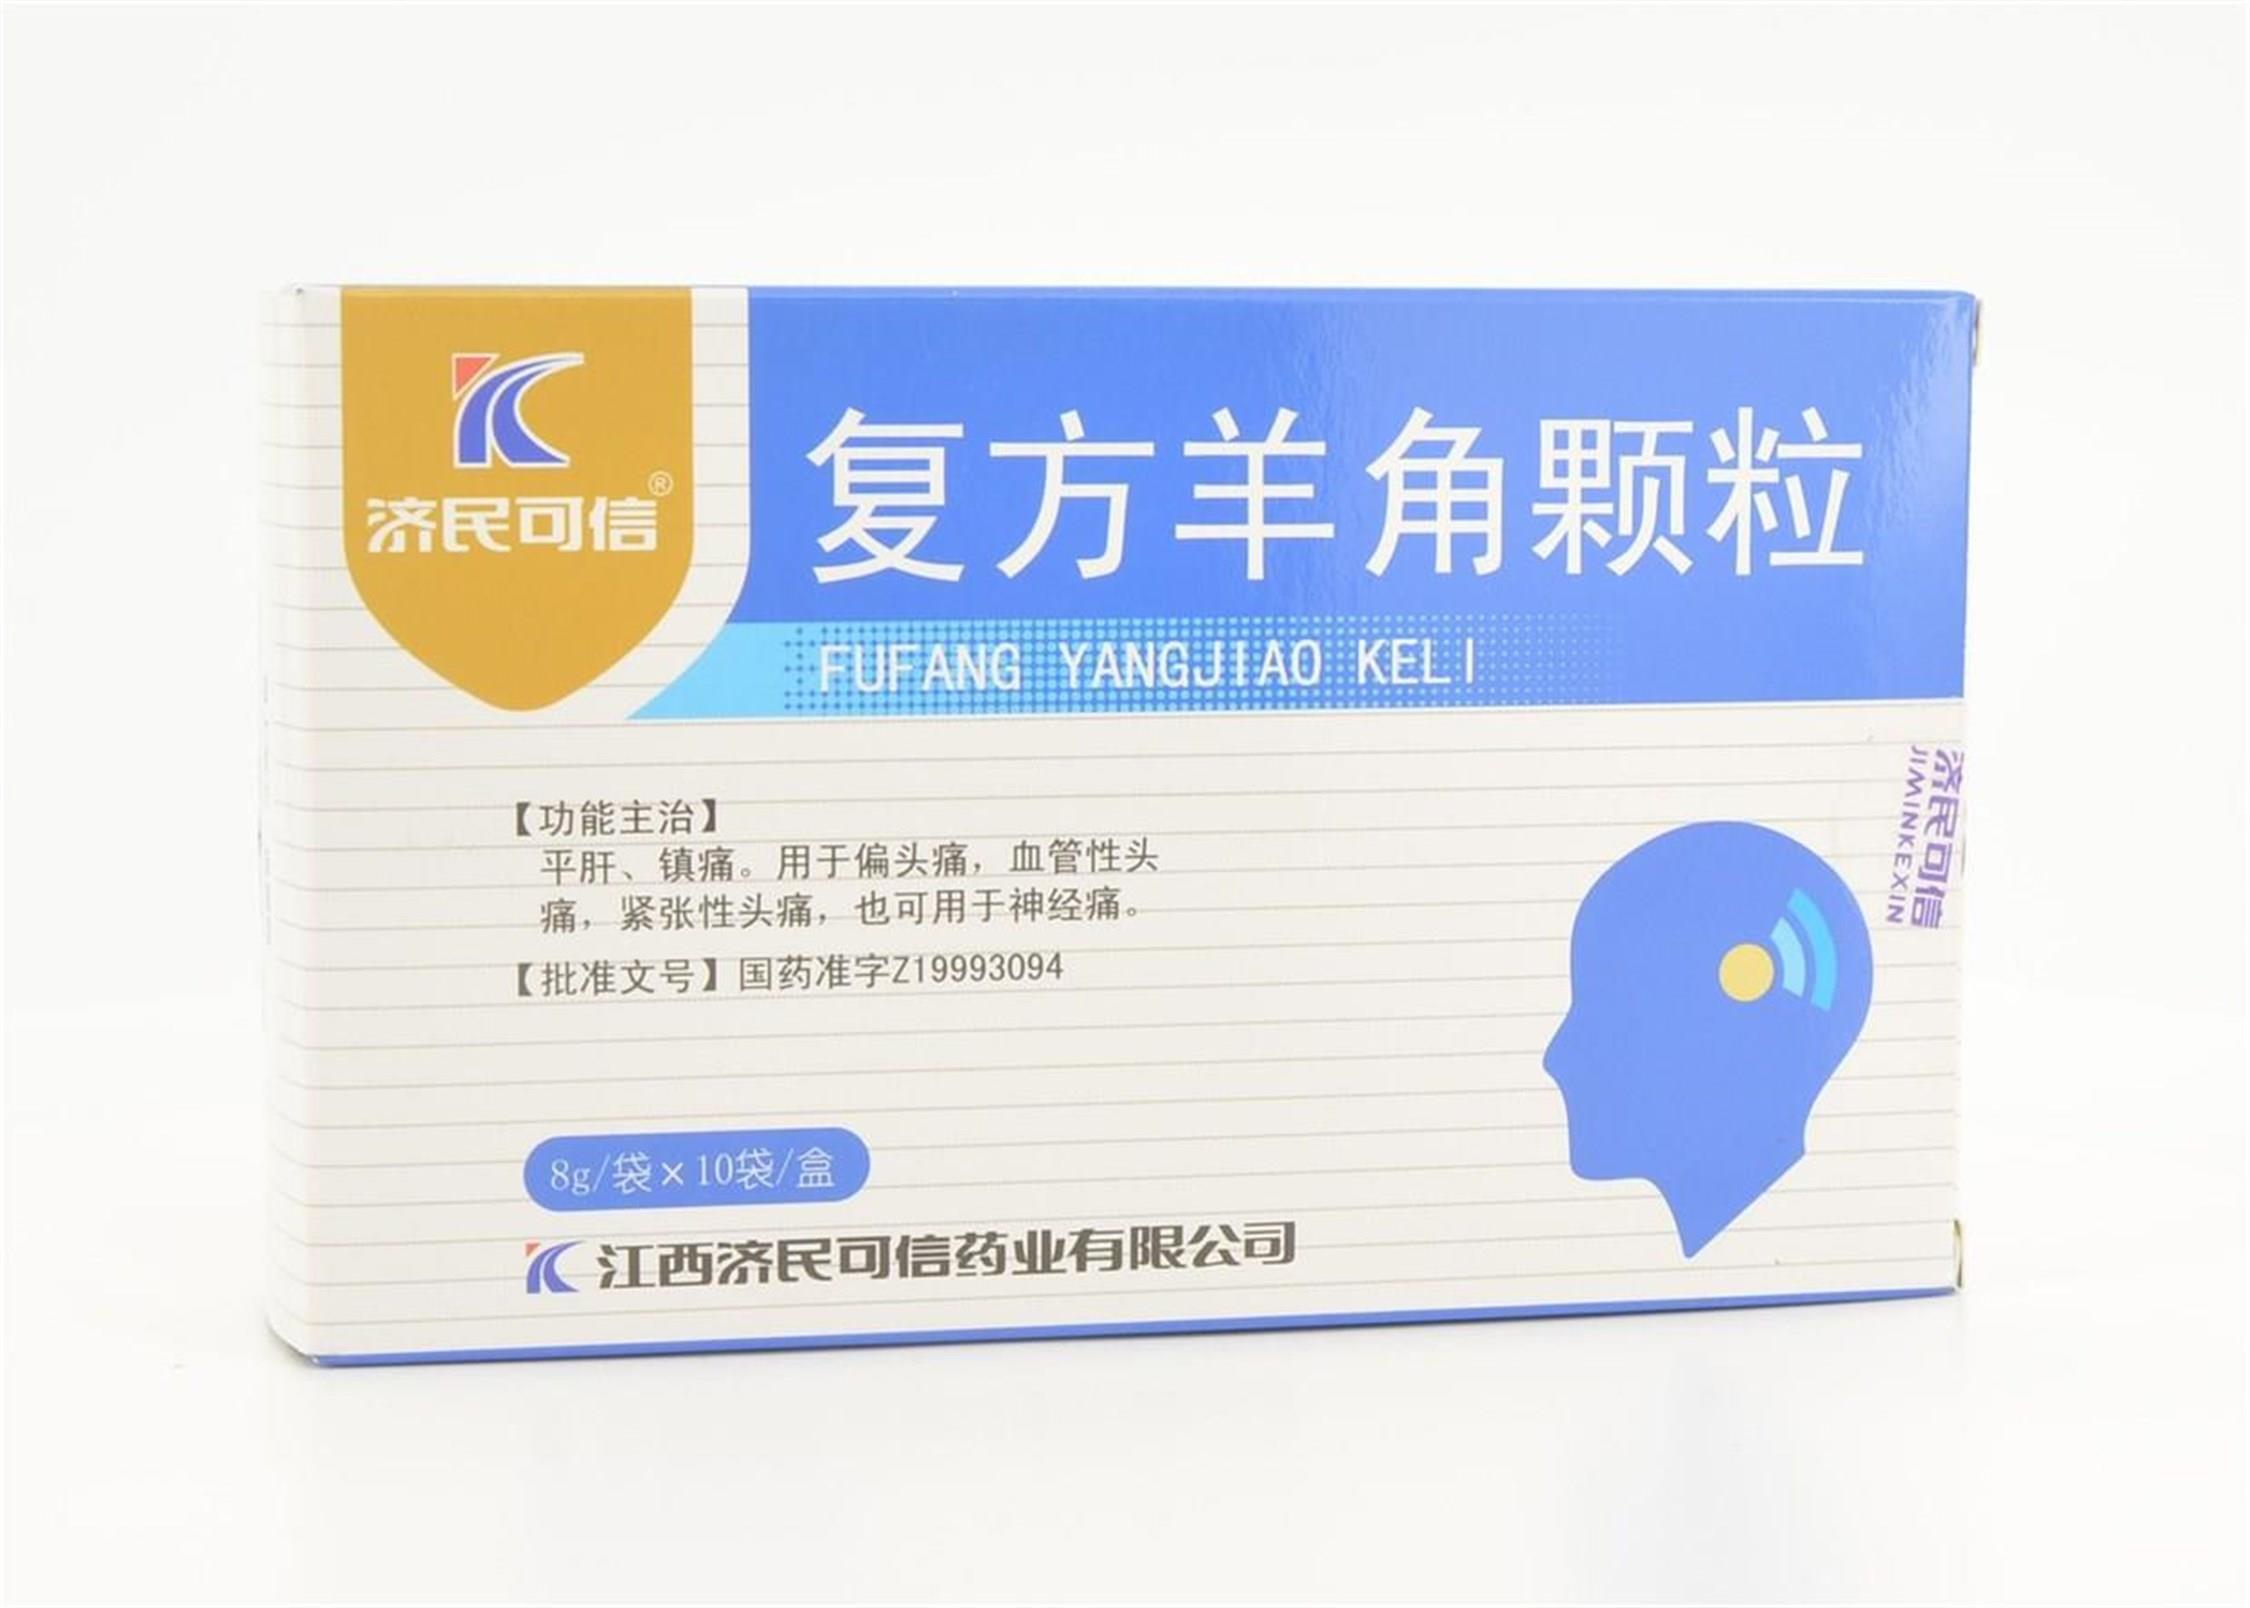 济民可信®
复方羊角颗粒
FUFANG YANGJIAO KELI
【功能主治】
平肝、镇痛。用于偏头痛，血管性头
痛，紧张性头痛，也可用于神经痛。
【批准文号】国药准字Z19993094
8g/袋×10袋/盒
江西济民可信药业有限公司
济民可信
JIMINKEXIN